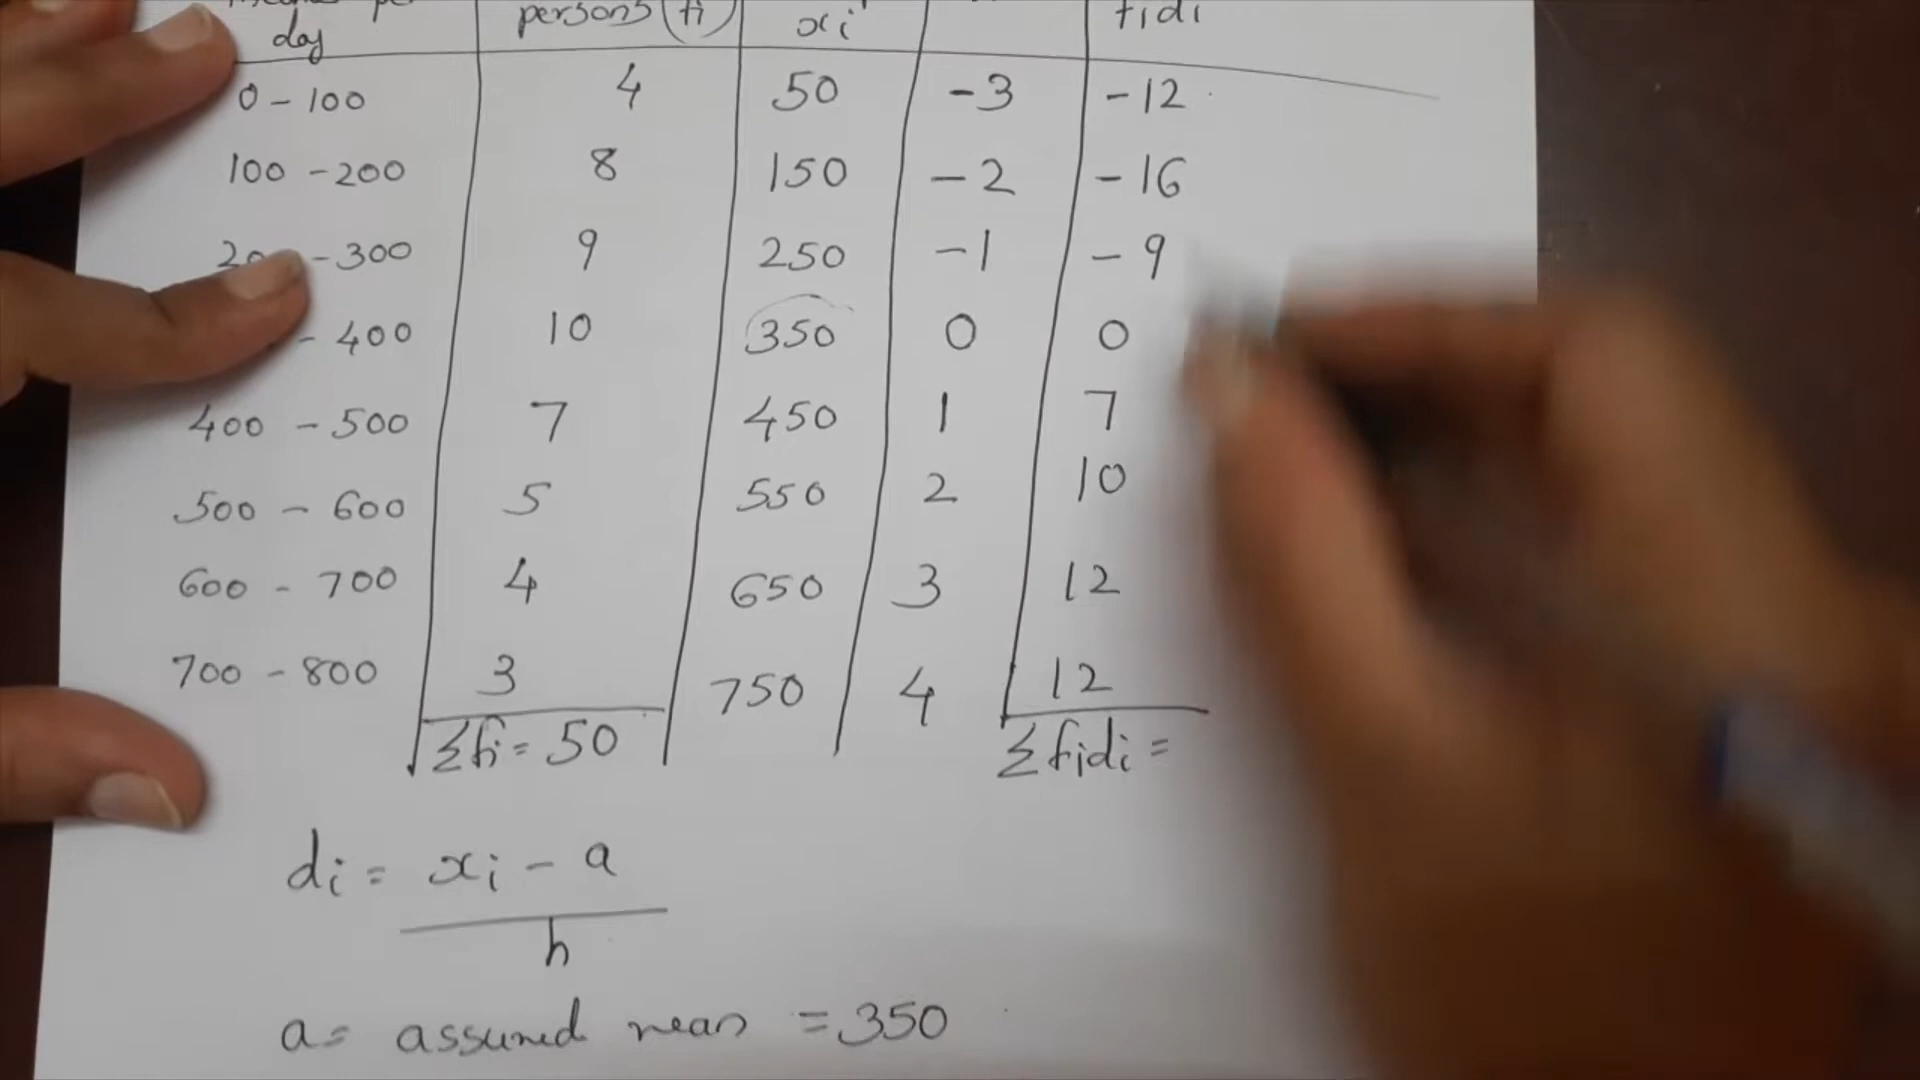 day persons (fi) xi fidi
0 - 100 4 50 -3 -12
100 - 200 8 150 -2 -16
-300 9 250 -1 -9
- 400 10 350 0 0
400 - 500 7 450 1 7
500 - 600 5 550 2 10
600 - 700 4 650 3 12
700 - 800 3 750 4 12
Σfi = 50 Σfidi =
di = xi - a
h
a = assumed mean = 350